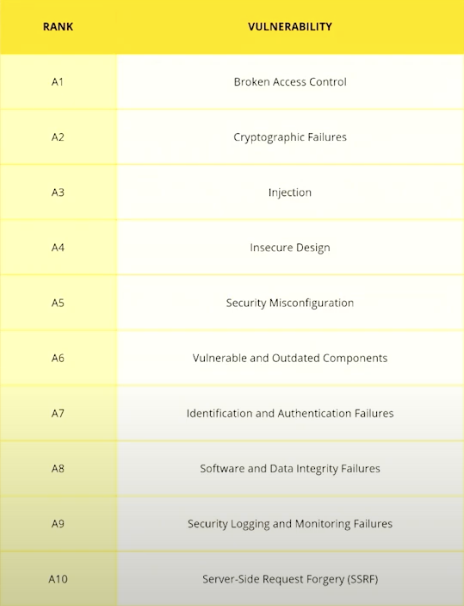 RANK VULNERABILITY
A1 Broken Access Control
A2 Cryptographic Failures
A3 Injection
A4 Insecure Design
A5 Security Misconfiguration
A6 Vulnerable and Outdated Components
A7 Identification and Authentication Failures
A8 Software and Data Integrity Failures
A9 Security Logging and Monitoring Failures
A10 Server-Side Request Forgery (SSRF)